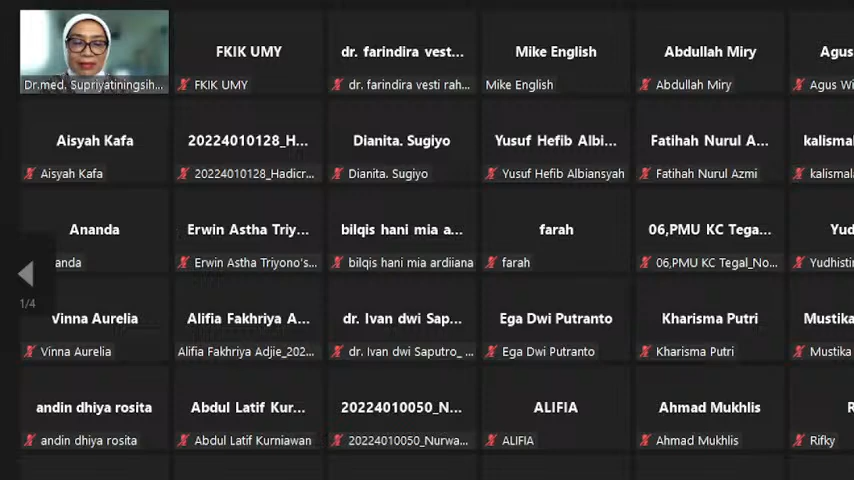 Dr.med. Supriyatiningsih...
FKIK UMY
FKIK UMY
dr. farindira vest...
dr. farindira vesti rah...
Mike English
Mike English
Abdullah Miry
Abdullah Miry
Agus
Agus Wi
Aisyah Kafa
Aisyah Kafa
20224010128_H...
20224010128_Hadicr...
Dianita. Sugiyo
Dianita. Sugiyo
Yusuf Hefib Albi...
Yusuf Hefib Albiansyah
Fatihah Nurul A...
Fatihah Nurul Azmi
kalisma
kalismal
Ananda
anda
Erwin Astha Triy...
Erwin Astha Triyono's...
bilqis hani mia a...
bilqis hani mia ardiiana
farah
farah
06,PMU KC Tega...
06,PMU KC Tegal_No...
Yud
Yudhistin
1/4
Vinna Aurelia
Vinna Aurelia
Alifia Fakhriya A...
Alifia Fakhriya Adjie_202...
dr. Ivan dwi Sap...
dr. Ivan dwi Saputro_ ...
Ega Dwi Putranto
Ega Dwi Putranto
Kharisma Putri
Kharisma Putri
Mustika
Mustika
andin dhiya rosita
andin dhiya rosita
Abdul Latif Kur...
Abdul Latif Kurniawan
20224010050_N...
20224010050_Nurwa...
ALIFIA
ALIFIA
Ahmad Mukhlis
Ahmad Mukhlis
R
Rifky